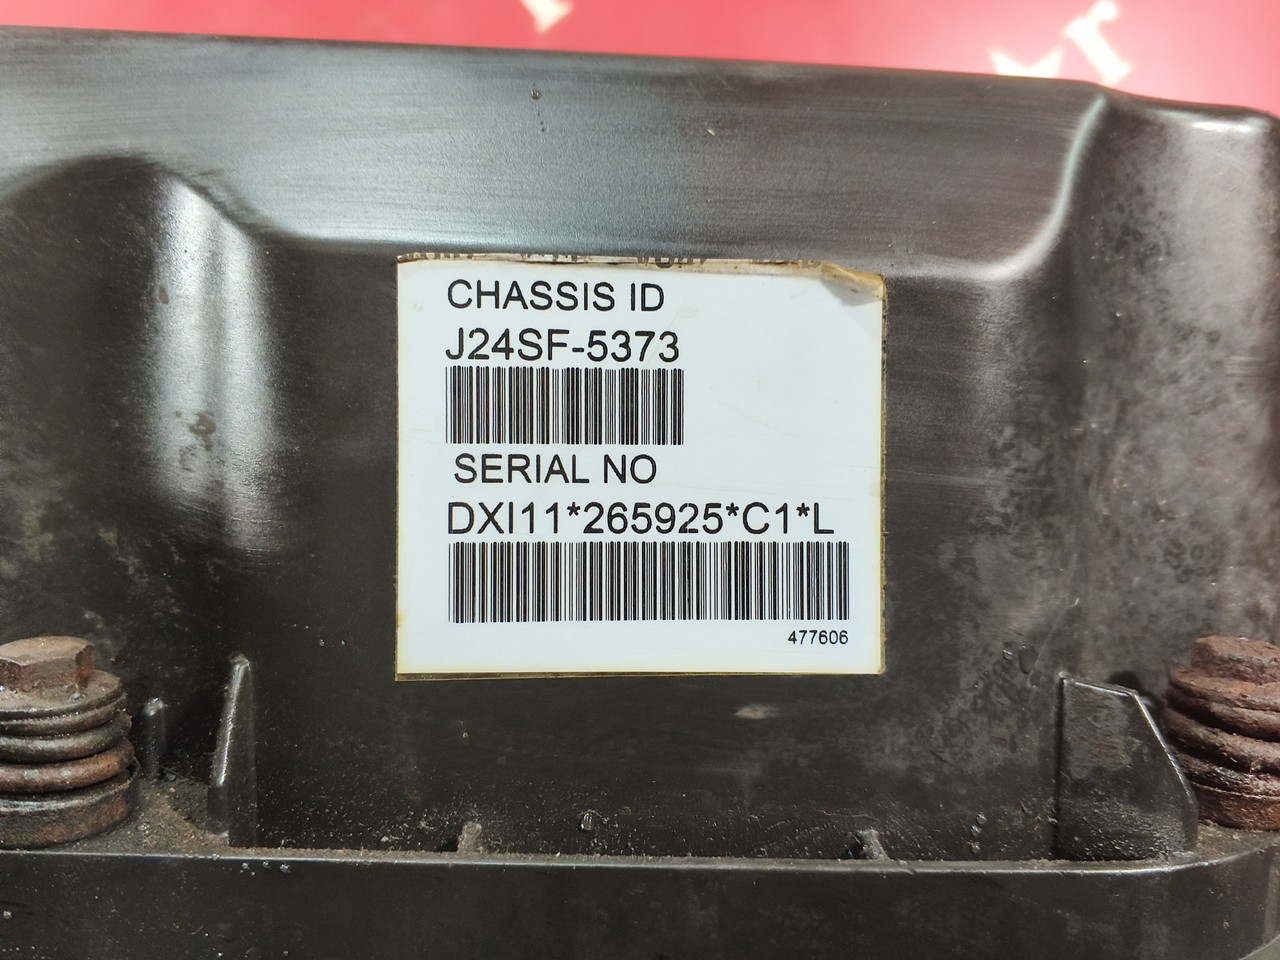 CHASSIS ID
J24SF-5373
SERIAL NO
DXI11*265925*C1*L
477606